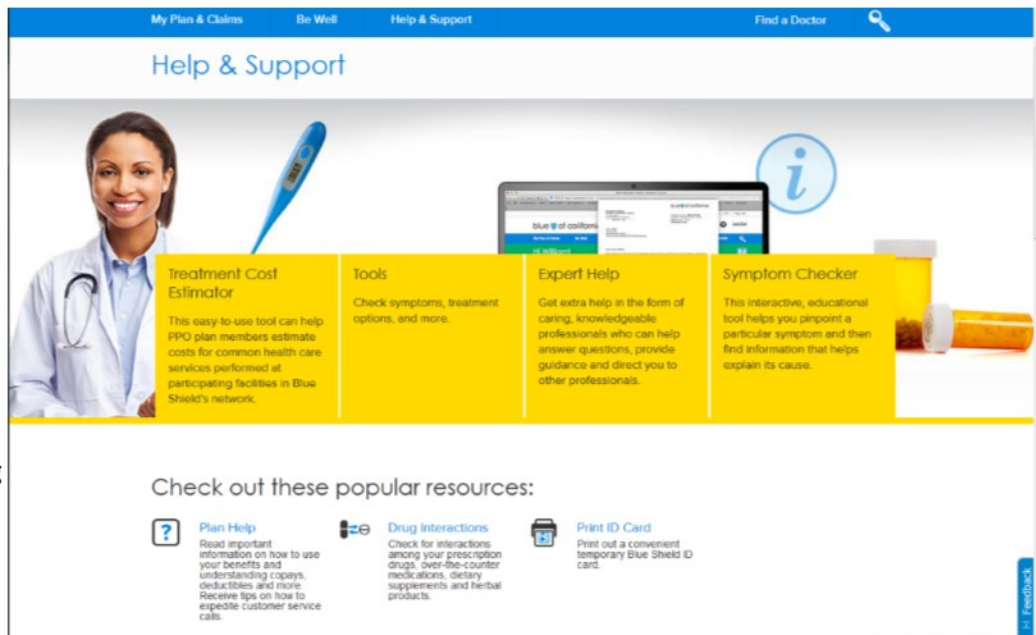 My Plan & Claims Be Well Help & Support Find a Doctor
Help & Support
i
blue of california
blue of california
Treatment Cost
Estimator
This easy-to-use tool can help
PPO plan members estimate
costs for common health care
services performed at
participating facilities in Blue
Shield's network.
Tools
Check symptoms, treatment
options, and more.
Expert Help
Get extra help in the form of
caring, knowledgeable
professionals who can help
answer questions, provide
guidance and direct you to
other professionals.
Symptom Checker
This interactive, educational
tool helps you pinpoint a
particular symptom and then
find information that helps
explain its cause.
Check out these popular resources:
?
Plan Help
Read important
information on how to use
your benefits and
understanding copays,
deductibles and more.
Receive tips on how to
expedite customer service
calls.
Drug Interactions
Check for interactions
among your prescription
drugs, over-the-counter
medications, dietary
supplements and herbal
products.
Print ID Card
Print out a convenient
temporary Blue Shield ID
card.
Feedback